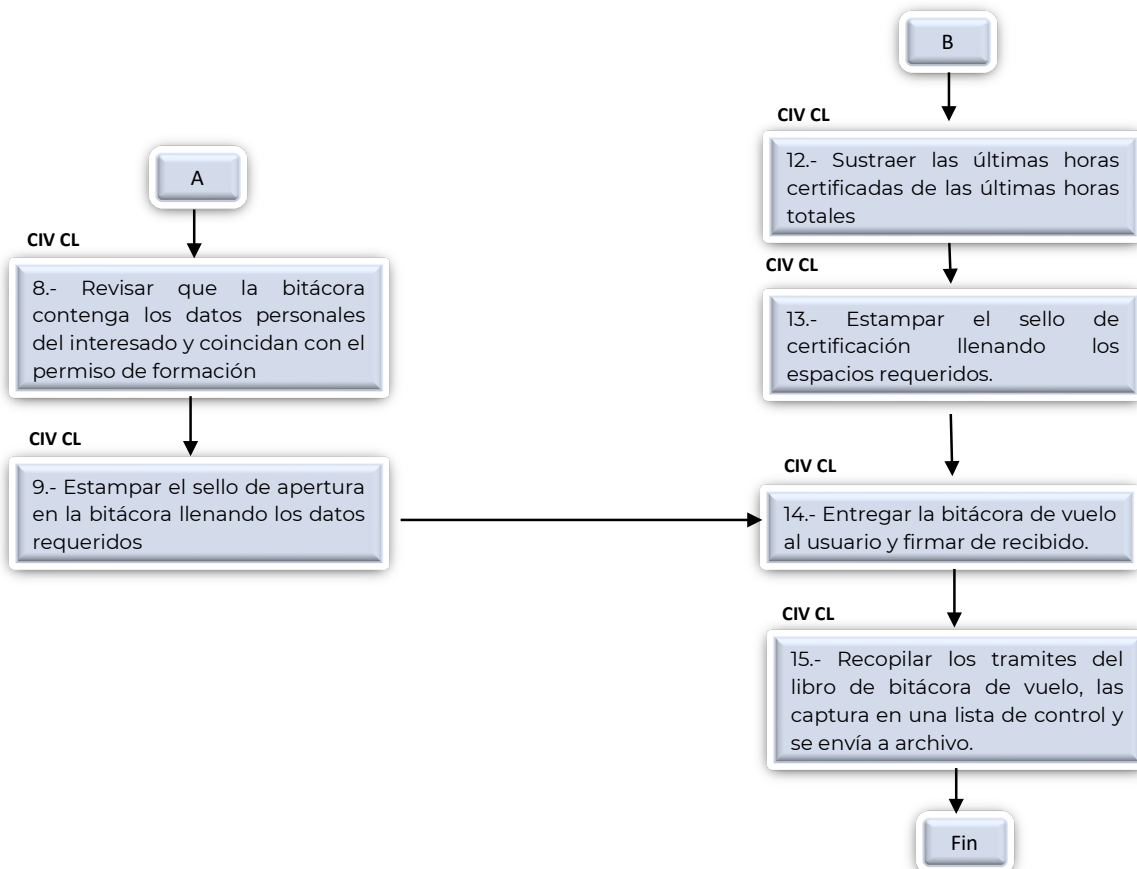 A
CIV CL
8.- Revisar que la bitácora
contenga los datos personales
del interesado y coincidan con el
permiso de formación
CIV CL
9.- Estampar el sello de apertura
en la bitácora llenando los datos
requeridos
B
CIV CL
12.- Sustraer las últimas horas
certificadas de las últimas horas
totales
CIV CL
13.- Estampar el sello de
certificación llenando los
espacios requeridos.
CIV CL
14.- Entregar la bitácora de vuelo
al usuario y firmar de recibido.
CIV CL
15.- Recopilar los tramites del
libro de bitácora de vuelo, las
captura en una lista de control y
se envía a archivo.
Fin